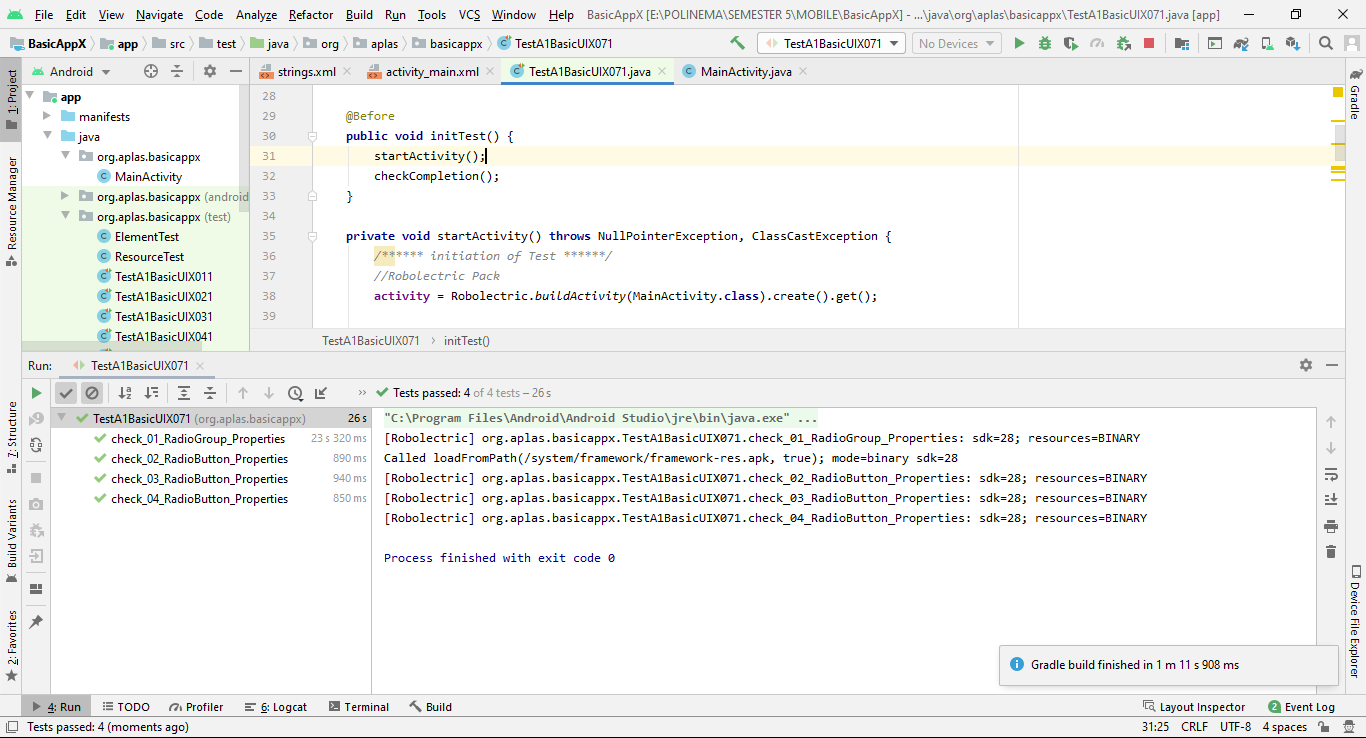 File Edit View Navigate Code Analyze Refactor Build Run Tools VCS Window Help BasicAppX [E:\POLINEMA\SEMESTER 5\MOBILE\BasicAppX] - ...\java\org\aplas\basicappx\TestA1BasicUIX071.java [app]
BasicAppX app src test java org aplas basicappx TestA1BasicUIX071 TestA1BasicUIX071 No Devices
Android strings.xml activity_main.xml TestA1BasicUIX071.java MainActivity.java
1: Project
Resource Manager
Z: Structure
Build Variants
2: Favorites
app
manifests
java
org.aplas.basicappx
MainActivity
org.aplas.basicappx (android
org.aplas.basicappx (test)
ElementTest
ResourceTest
TestA1BasicUIX011
TestA1BasicUIX021
TestA1BasicUIX031
TestA1BasicUIX041
28
29 @Before
30 public void initTest() {
31 startActivity();
32 checkCompletion();
33 }
34
35 private void startActivity() throws NullPointerException, ClassCastException {
36 /****** initiation of Test ******/
37 //Robolectric Pack
38 activity = Robolectric.buildActivity(MainActivity.class).create().get();
39
TestA1BasicUIX071 › initTest()
Gradle
Device File Explorer
Run: TestA1BasicUIX071
» Tests passed: 4 of 4 tests – 26 s
TestA1BasicUIX071 (org.aplas.basicappx) 26 s
check_01_RadioGroup_Properties 23 s 320 ms
check_02_RadioButton_Properties 890 ms
check_03_RadioButton_Properties 940 ms
check_04_RadioButton_Properties 850 ms
"C:\Program Files\Android\Android Studio\jre\bin\java.exe" ...
[Robolectric] org.aplas.basicappx.TestA1BasicUIX071.check_01_RadioGroup_Properties: sdk=28; resources=BINARY
Called loadFromPath(/system/framework/framework-res.apk, true); mode=binary sdk=28
[Robolectric] org.aplas.basicappx.TestA1BasicUIX071.check_02_RadioButton_Properties: sdk=28; resources=BINARY
[Robolectric] org.aplas.basicappx.TestA1BasicUIX071.check_03_RadioButton_Properties: sdk=28; resources=BINARY
[Robolectric] org.aplas.basicappx.TestA1BasicUIX071.check_04_RadioButton_Properties: sdk=28; resources=BINARY
Process finished with exit code 0
Gradle build finished in 1 m 11 s 908 ms
4: Run TODO Profiler 6: Logcat Terminal Build Layout Inspector 2 Event Log
Tests passed: 4 (moments ago) 31:25 CRLF UTF-8 4 spaces